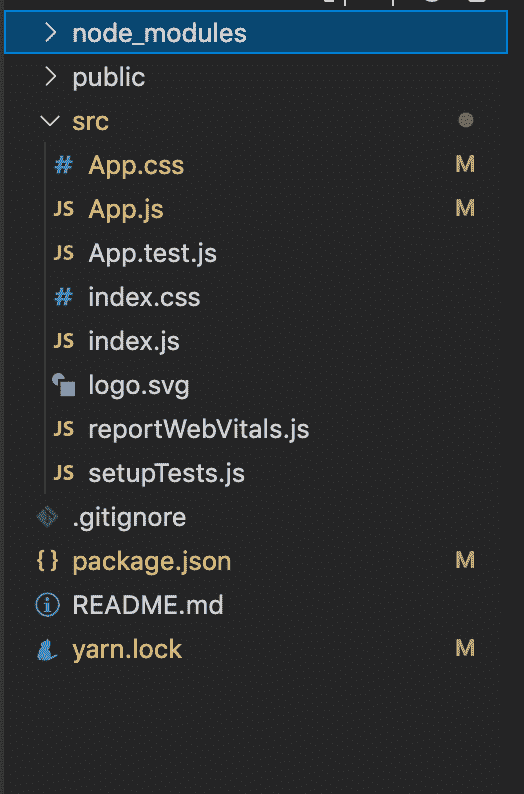 node_modules
public
src
# App.css M
JS App.js M
JS App.test.js
# index.css
JS index.js
logo.svg
JS reportWebVitals.js
JS setupTests.js
.gitignore
{} package.json M
README.md
yarn.lock M